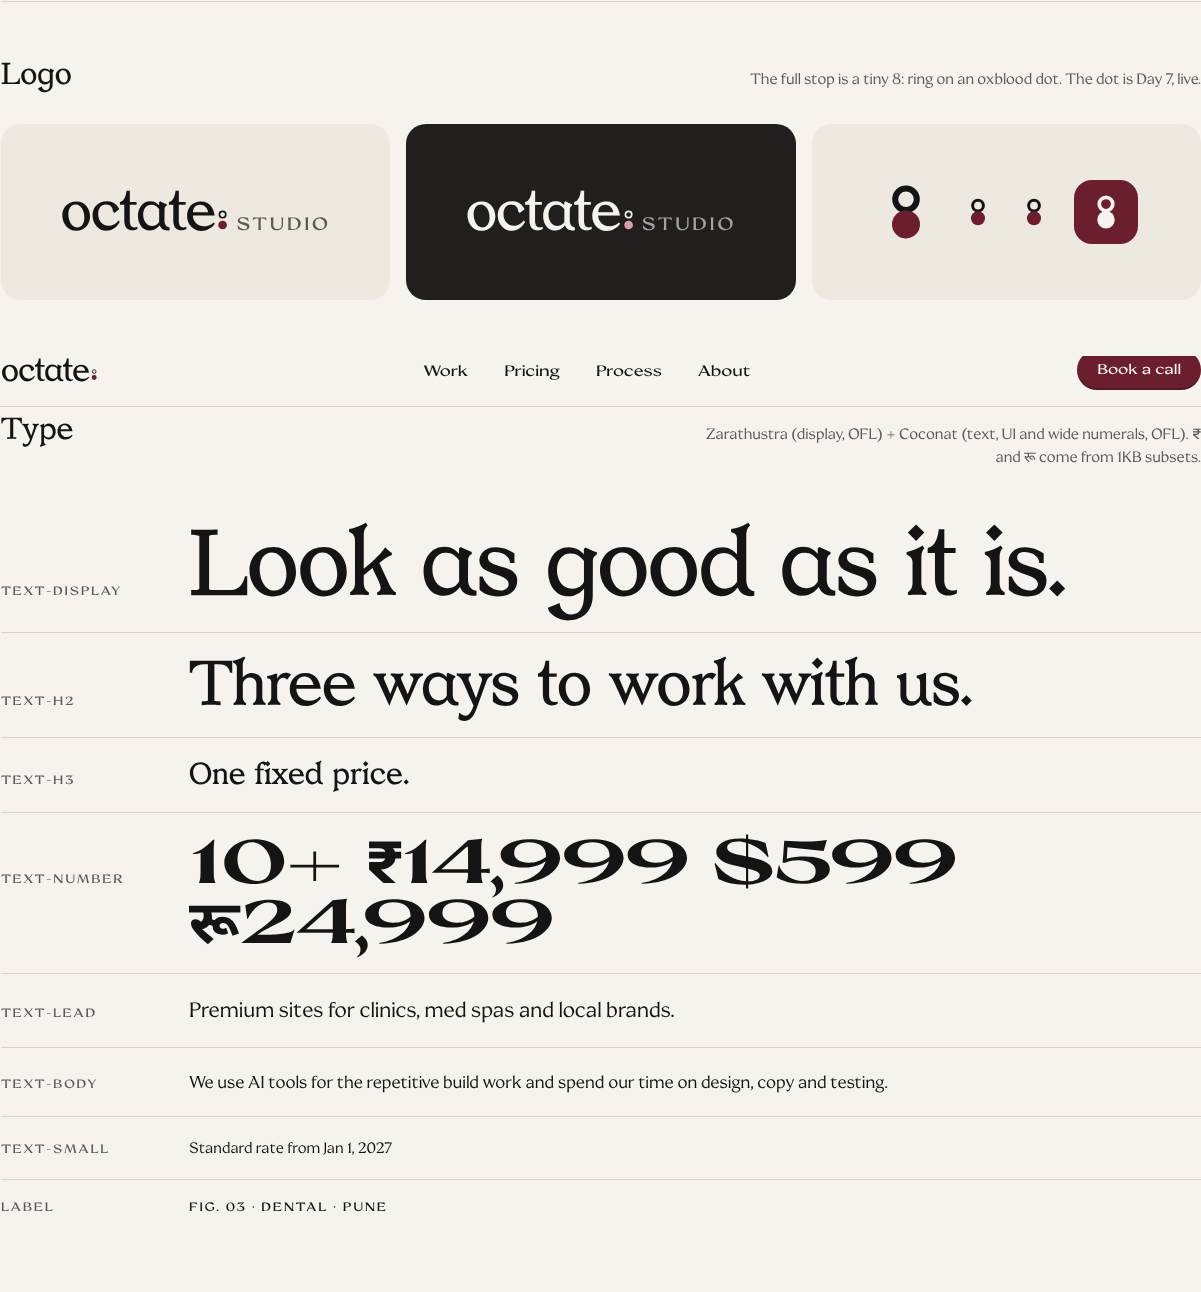 Logo
The full stop is a tiny 8: ring on an oxblood dot. The dot is Day 7, live.
octate STUDIO
octate STUDIO
octate
Work Pricing Process About
Book a call
Type
Zarathustra (display, OFL) + Coconat (text, UI and wide numerals, OFL). ₹
and रू come from 1KB subsets.
TEXT-DISPLAY
Look as good as it is.
TEXT-H2
Three ways to work with us.
TEXT-H3
One fixed price.
TEXT-NUMBER
10+ ₹14,999 $599
रू24,999
TEXT-LEAD
Premium sites for clinics, med spas and local brands.
TEXT-BODY
We use AI tools for the repetitive build work and spend our time on design, copy and testing.
TEXT-SMALL
Standard rate from Jan 1, 2027
LABEL
FIG. 03 · DENTAL · PUNE